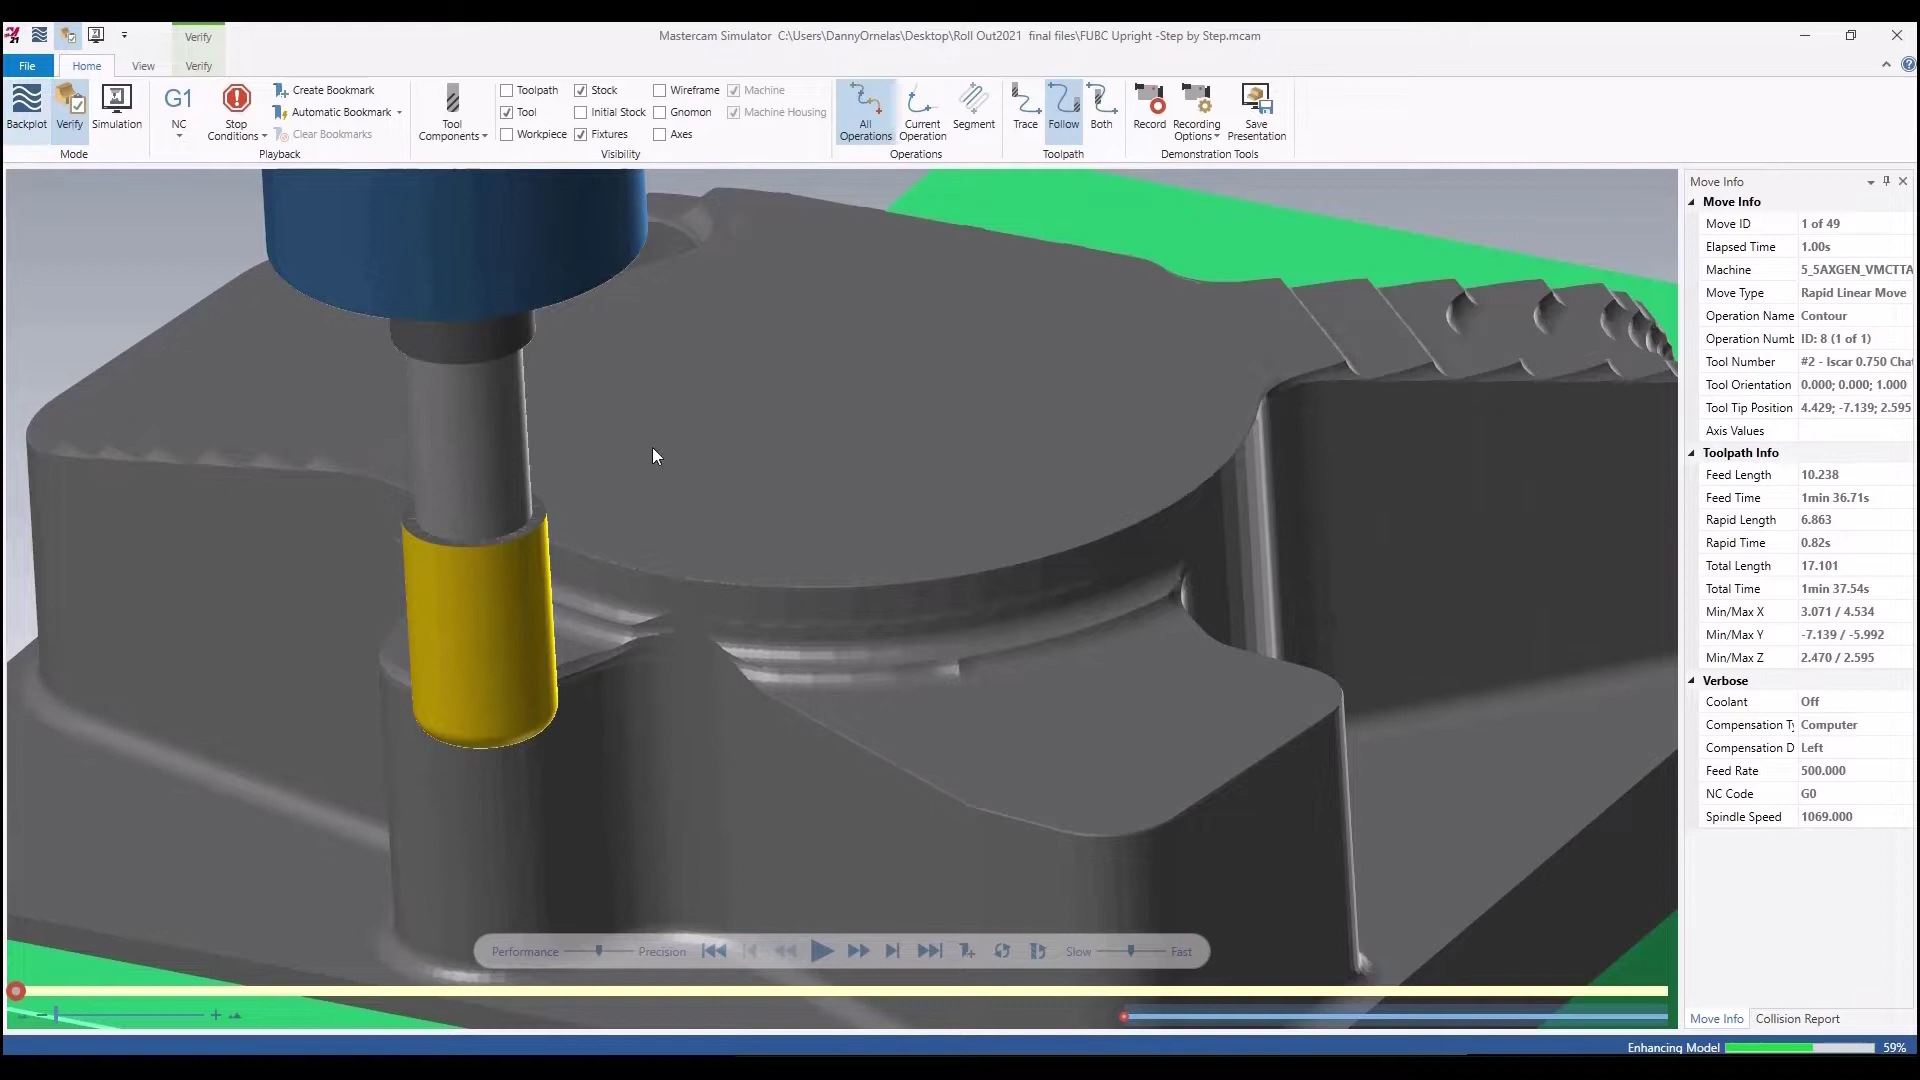 Verify
Mastercam Simulator  C:\Users\DannyOrnelas\Desktop\Roll Out2021  final files\FUBC Upright -Step by Step.mcam
File Home View Verify
Backplot Verify Simulation
Mode
G1
NC
Stop Conditions
Create Bookmark
Automatic Bookmark
Clear Bookmarks
Playback
Tool Components
Toolpath Stock Wireframe Machine
Tool Initial Stock Gnomon Machine Housing
Workpiece Fixtures Axes
Visibility
All Operations
Current Operation
Segment
Operations
Trace Follow Both
Toolpath
Record
Recording Options
Save Presentation
Demonstration Tools
Move Info
Move Info
Move ID 1 of 49
Elapsed Time 1.00s
Machine 5_5AXGEN_VMCTTA
Move Type Rapid Linear Move
Operation Name Contour
Operation Numb ID: 8 (1 of 1)
Tool Number #2 - Iscar 0.750 Cha
Tool Orientation 0.000; 0.000; 1.000
Tool Tip Position 4.429; -7.139; 2.595
Axis Values
Toolpath Info
Feed Length 10.238
Feed Time 1min 36.71s
Rapid Length 6.863
Rapid Time 0.82s
Total Length 17.101
Total Time 1min 37.54s
Min/Max X 3.071 / 4.534
Min/Max Y -7.139 / -5.992
Min/Max Z 2.470 / 2.595
Verbose
Coolant Off
Compensation Ty Computer
Compensation D Left
Feed Rate 500.000
NC Code G0
Spindle Speed 1069.000
Performance Precision Slow Fast
Move Info Collision Report
Enhancing Model 59%